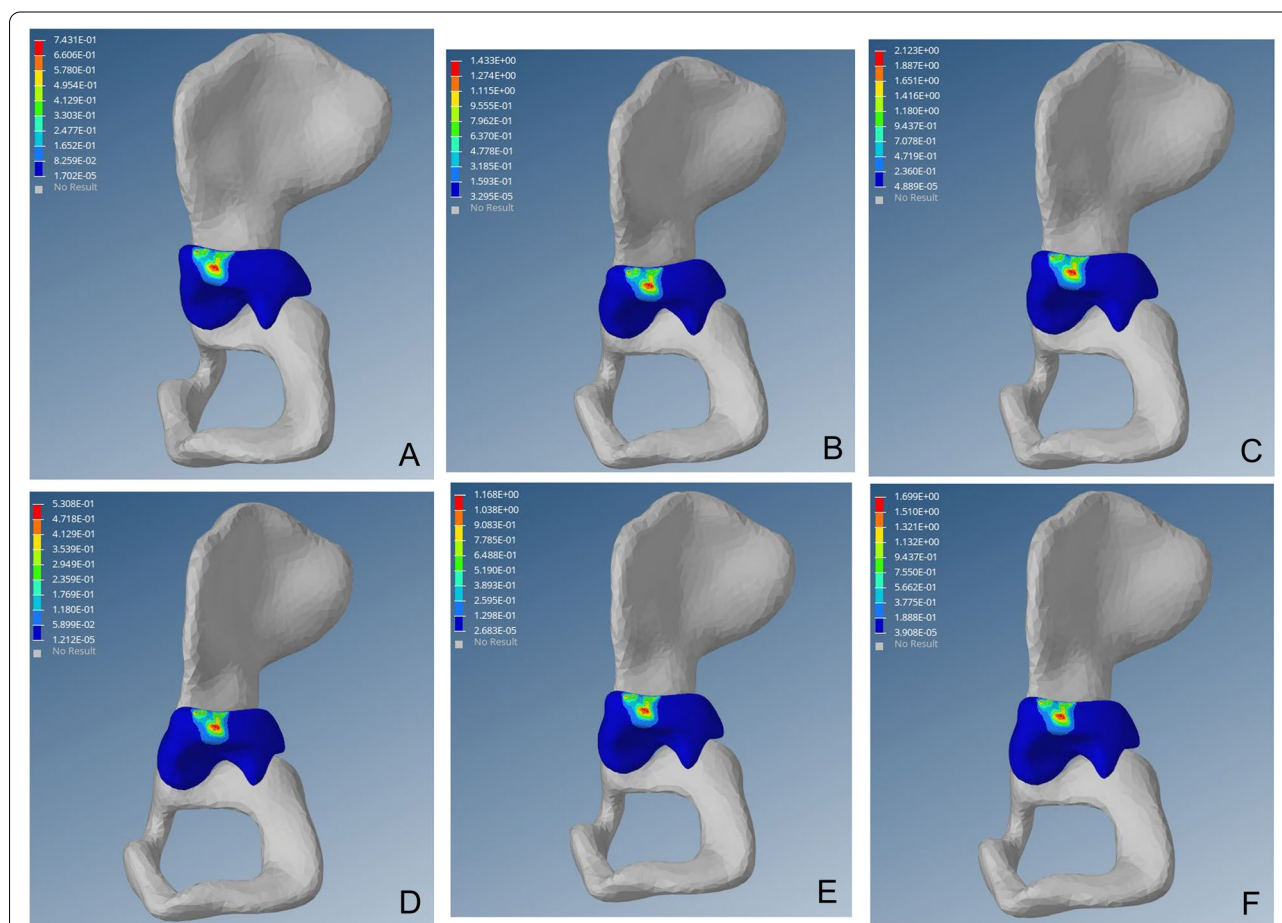 7.431E-01
6.606E-01
5.780E-01
4.954E-01
4.129E-01
3.303E-01
2.477E-01
1.652E-01
8.259E-02
1.702E-05
No Result
A
1.433E+00
1.274E+00
1.115E+00
9.555E-01
7.962E-01
6.370E-01
4.778E-01
3.185E-01
1.593E-01
3.295E-05
No Result
B
2.123E+00
1.887E+00
1.651E+00
1.416E+00
1.180E+00
9.437E-01
7.078E-01
4.719E-01
2.360E-01
4.889E-05
No Result
C
5.308E-01
4.718E-01
4.129E-01
3.539E-01
2.949E-01
2.359E-01
1.769E-01
1.180E-01
5.899E-02
1.212E-05
No Result
D
1.168E+00
1.038E+00
9.083E-01
7.785E-01
6.488E-01
5.190E-01
3.893E-01
2.595E-01
1.298E-01
2.683E-05
No Result
E
1.699E+00
1.510E+00
1.321E+00
1.132E+00
9.437E-01
7.550E-01
5.662E-01
3.775E-01
1.888E-01
3.908E-05
No Result
F